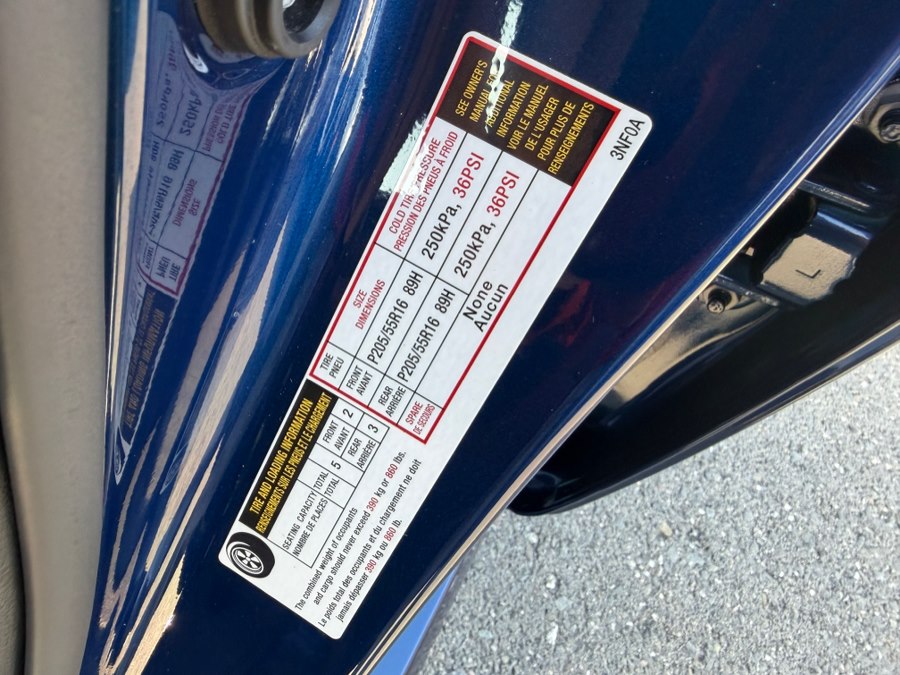 TIRE AND LOADING INFORMATION
RENSEIGNEMENTS SUR LES PNEUS ET LE CHARGEMENT
SEATING CAPACITY TOTAL 5 FRONT 2 REAR 3
NOMBRE DE PLACES TOTAL AVANT ARRIÈRE
The combined weight of occupants
and cargo should never exceed 390 kg or 860 lbs.
Le poids total des occupants et du chargement ne doit
jamais dépasser 390 kg ou 860 lb.
TIRE SIZE COLD TIRE PRESSURE
PNEU DIMENSIONS PRESSION DES PNEUS À FROID
FRONT
AVANT P205/55R16 89H 250kPa, 36PSI
REAR
ARRIÈRE P205/55R16 89H 250kPa, 36PSI
SPARE None
DE SECOURS Aucun
SEE OWNER'S
MANUAL FOR
ADDITIONAL
INFORMATION
VOIR LE MANUEL
DE L'UGAGER
POUR PLUS DE
RENSEIGNEMENTS
3NF0A
L